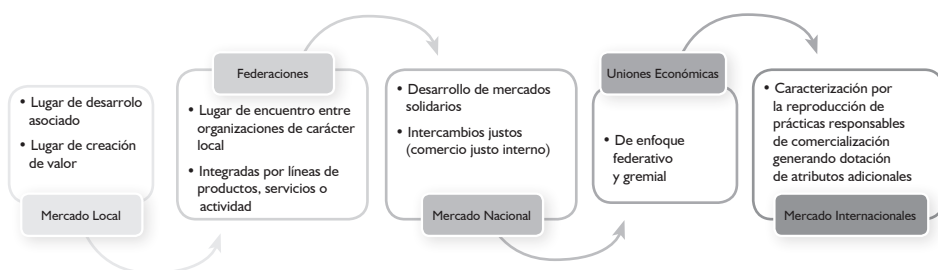 • Lugar de desarrolo
asociado
• Lugar de creación
de valor
Mercado Local
Federaciones
• Lugar de encuentro entre
organizaciones de carácter
local
• Integradas por líneas de
productos, servicios o
actividad
• Desarrollo de mercados
solidarios
• Intercambios justos
(comercio justo interno)
Mercado Nacional
Uniones Económicas
• De enfoque
federativo
y gremial
• Caracterización por
la reproducción de
prácticas responsables
de comercialización
generando dotación
de atributos adicionales
Mercado Internacionales